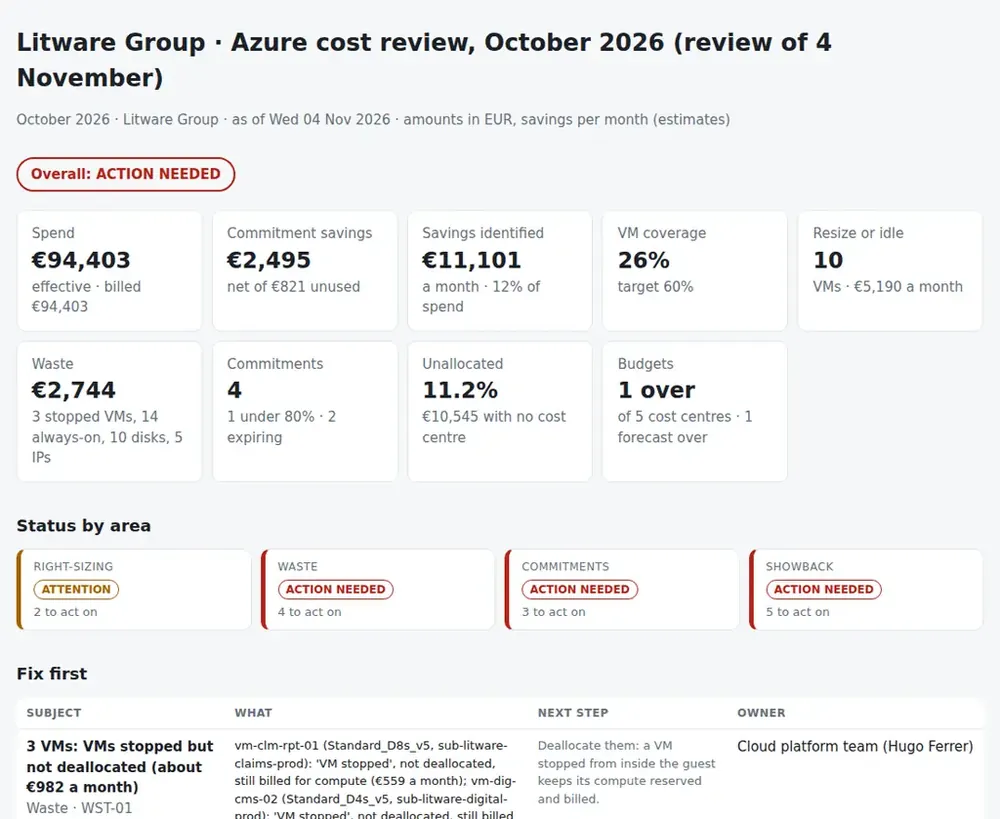 Litware Group · Azure cost review, October 2026 (review of 4
November)
October 2026 · Litware Group · as of Wed 04 Nov 2026 · amounts in EUR, savings per month (estimates)
Overall: ACTION NEEDED
Spend
€94,403
effective · billed
€94,403
Commitment savings
€2,495
net of €821 unused
Savings identified
€11,101
a month · 12% of
spend
VM coverage
26%
target 60%
Resize or idle
10
VMs · €5,190 a month
Waste
€2,744
3 stopped VMs, 14
always-on, 10 disks, 5
IPs
Commitments
4
1 under 80% · 2
expiring
Unallocated
11.2%
€10,545 with no cost
centre
Budgets
1 over
of 5 cost centres · 1
forecast over
Status by area
RIGHT-SIZING
ATTENTION
2 to act on
WASTE
ACTION NEEDED
4 to act on
COMMITMENTS
ACTION NEEDED
3 to act on
SHOWBACK
ACTION NEEDED
5 to act on
Fix first
SUBJECT WHAT NEXT STEP OWNER
3 VMs: VMs stopped but
not deallocated (about
€982 a month)
Waste · WST-01
vm-clm-rpt-01 (Standard_D8s_v5, sub-litware-
claims-prod): 'VM stopped', not deallocated,
still billed for compute (€559 a month); vm-dig-
cms-02 (Standard_D4s_v5, sub-litware-digital-
prod): 'VM stopped', not deallocated, still billed
Deallocate them: a VM
stopped from inside the guest
keeps its compute reserved
and billed.
Cloud platform team (Hugo Ferrer)